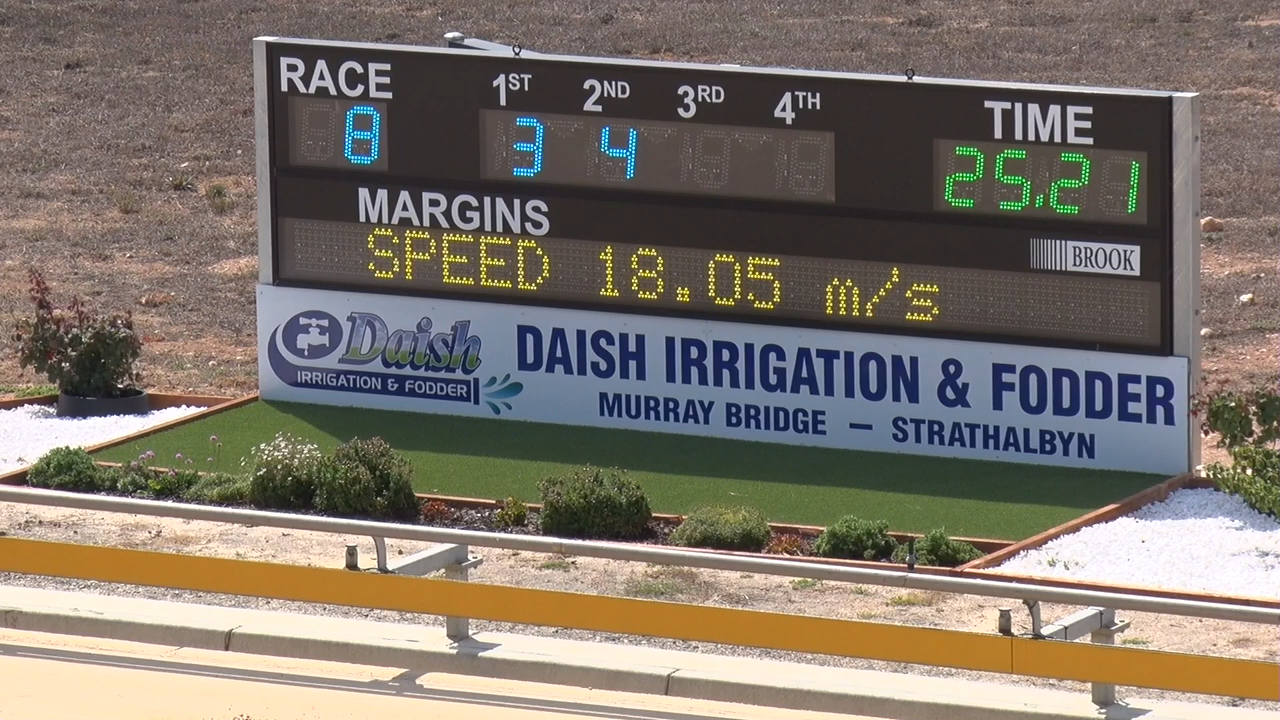 RACE 1ST 2ND 3RD 4TH TIME
8 3 4 25.21
MARGINS
BROOK
SPEED 18.05 m/s
Daish
IRRIGATION & FODDER
DAISH IRRIGATION & FODDER
MURRAY BRIDGE – STRATHALBYN